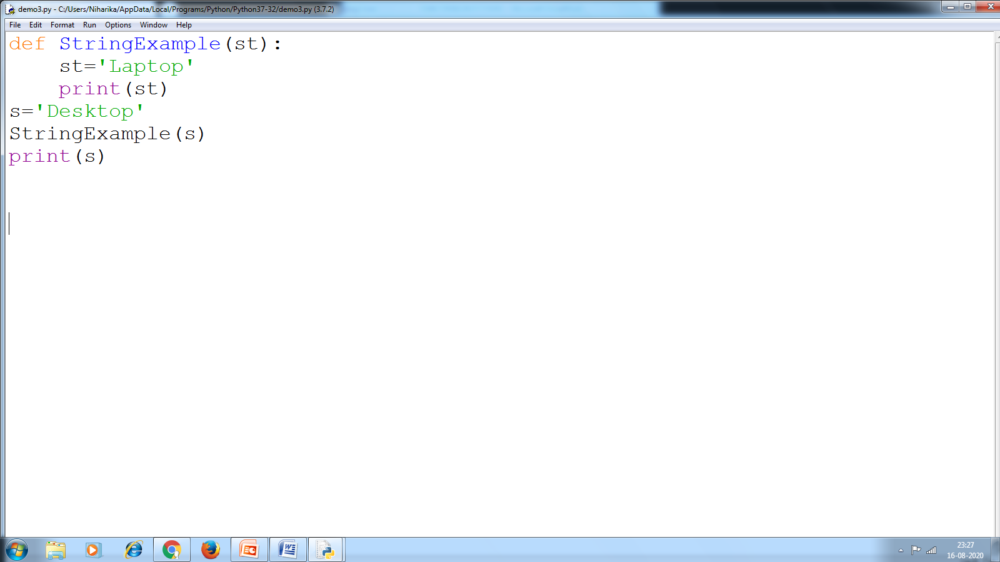 demo3.py - C:/Users/Niharika/AppData/Local/Programs/Python/Python37-32/demo3.py (3.7.2)
File Edit Format Run Options Window Help
def StringExample(st):
    st='Laptop'
    print(st)
s='Desktop'
StringExample(s)
print(s)
23:27
16-08-2020